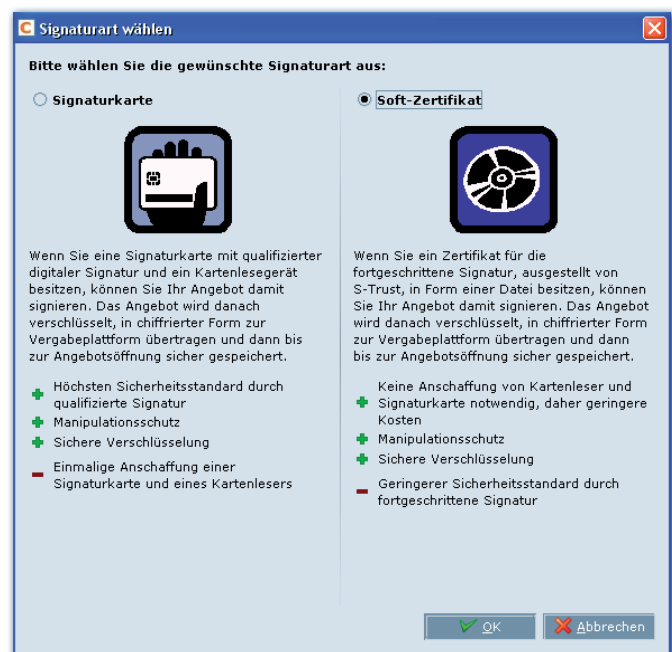 Signaturart wählen
Bitte wählen Sie die gewünschte Signaturart aus:
Signaturkarte
Wenn Sie eine Signaturkarte mit qualifizierter
digitaler Signatur und ein Kartenlesegerät
besitzen, können Sie Ihr Angebot damit
signieren. Das Angebot wird danach
verschlüsselt, in chiffrierter Form zur
Vergabeplattform übertragen und dann bis
zur Angebotsöffnung sicher gespeichert.
Höchsten Sicherheitsstandard durch
qualifizierte Signatur
Manipulationsschutz
Sichere Verschlüsselung
Einmalige Anschaffung einer
Signaturkarte und eines Kartenlesers
Soft-Zertifikat
Wenn Sie ein Zertifikat für die
fortgeschrittene Signatur, ausgestellt von
S-Trust, in Form einer Datei besitzen, können
Sie Ihr Angebot damit signieren. Das Angebot
wird danach verschlüsselt, in chiffrierter Form
zur Vergabeplattform übertragen und dann
bis zur Angebotsöffnung sicher gespeichert.
Keine Anschaffung von Kartenleser und
Signaturkarte notwendig, daher geringere
Kosten
Manipulationsschutz
Sichere Verschlüsselung
Geringerer Sicherheitsstandard durch
fortgeschrittene Signatur
OK
Abbrechen